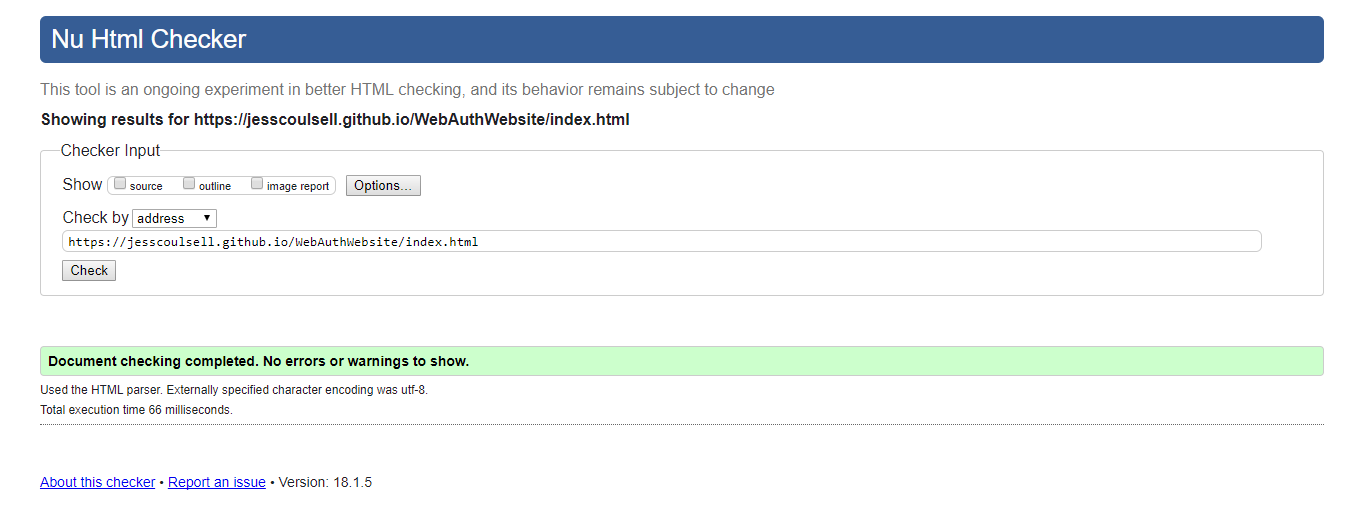 Nu Html Checker
This tool is an ongoing experiment in better HTML checking, and its behavior remains subject to change
Showing results for https://jesscoulsell.github.io/WebAuthWebsite/index.html
Checker Input
Show source outline image report Options...
Check by address
https://jesscoulsell.github.io/WebAuthWebsite/index.html
Check
Document checking completed. No errors or warnings to show.
Used the HTML parser. Externally specified character encoding was utf-8.
Total execution time 66 milliseconds.
About this checker • Report an issue • Version: 18.1.5